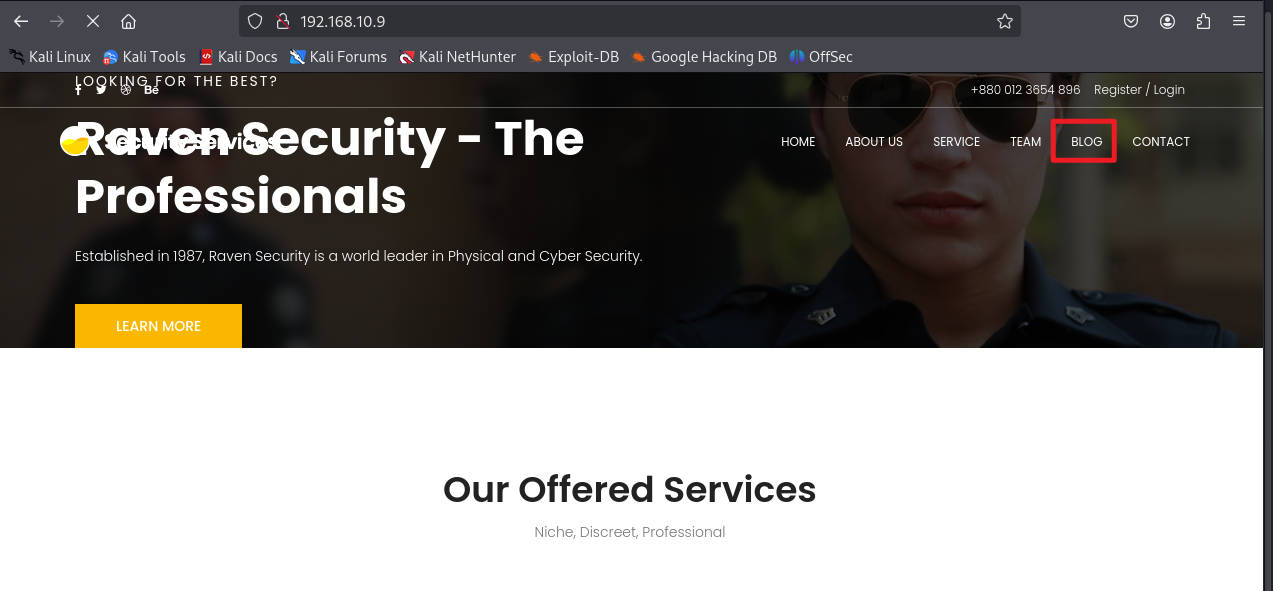 192.168.10.9
Kali Linux Kali Tools Kali Docs Kali Forums Kali NetHunter Exploit-DB Google Hacking DB OffSec
LOOKING FOR THE BEST?
Bē +880 012 3654 896 Register / Login
Security Services HOME ABOUT US SERVICE TEAM BLOG CONTACT
Raven Security - The
Professionals
Established in 1987, Raven Security is a world leader in Physical and Cyber Security.
LEARN MORE
Our Offered Services
Niche, Discreet, Professional